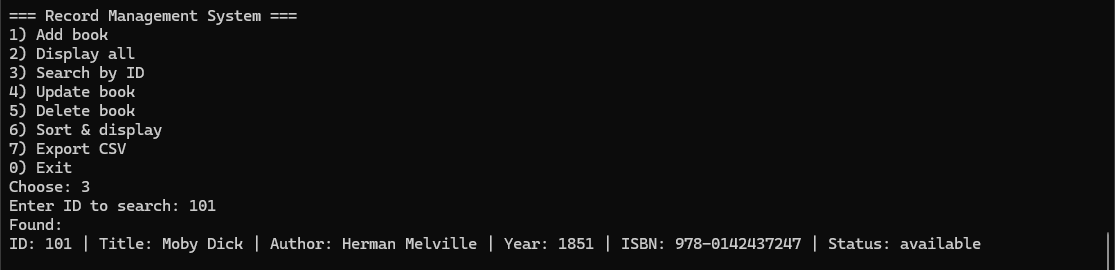 === Record Management System ===
1) Add book
2) Display all
3) Search by ID
4) Update book
5) Delete book
6) Sort & display
7) Export CSV
0) Exit
Choose: 3
Enter ID to search: 101
Found:
ID: 101 | Title: Moby Dick | Author: Herman Melville | Year: 1851 | ISBN: 978-0142437247 | Status: available